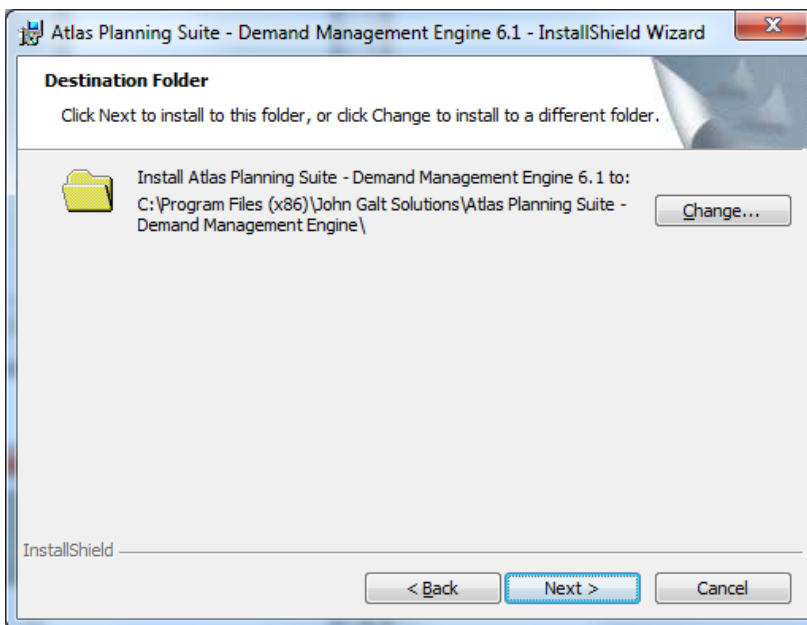 Atlas Planning Suite - Demand Management Engine 6.1 - InstallShield Wizard
Destination Folder
Click Next to install to this folder, or click Change to install to a different folder.
Install Atlas Planning Suite - Demand Management Engine 6.1 to:
C:\Program Files (x86)\John Galt Solutions\Atlas Planning Suite -
Demand Management Engine\
Change...
InstallShield
< Back
Next >
Cancel